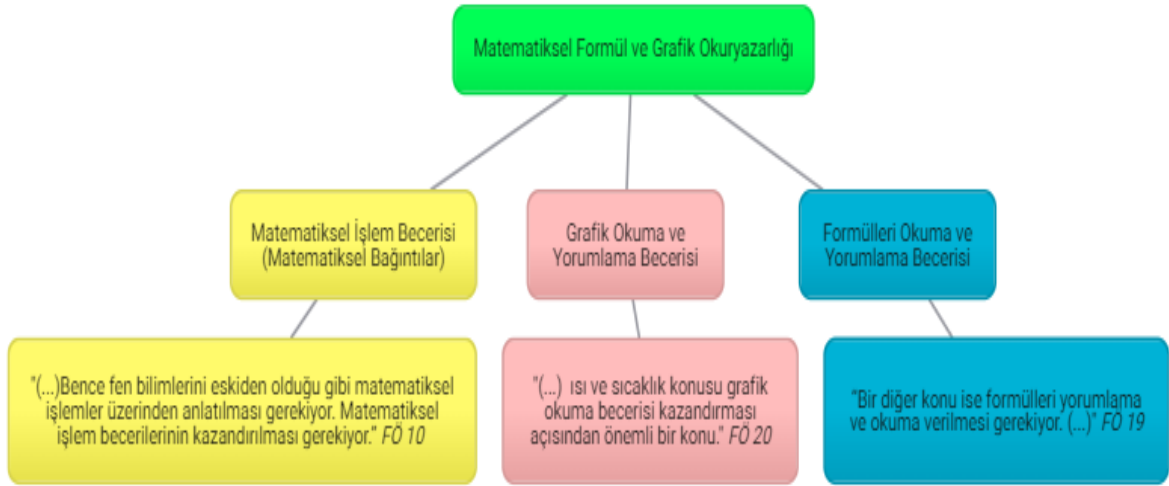 Matematiksel Formül ve Grafik Okuryazarlığı
Matematiksel İşlem Becerisi
(Matematiksel Bağıntılar)
Grafik Okuma ve
Yorumlama Becerisi
Formülleri Okuma ve
Yorumlama Becerisi
"(...)Bence fen bilimlerini eskiden olduğu gibi matematiksel
işlemler üzerinden anlatılması gerekiyor. Matematiksel
işlem becerilerinin kazandırılması gerekiyor." FÖ 10
"(...) ısı ve sıcaklık konusu grafik
okuma becerisi kazandırması
açısından önemli bir konu." FÖ 20
"Bir diğer konu ise formülleri yorumlama
ve okuma verilmesi gerekiyor. (...)" FÖ 19